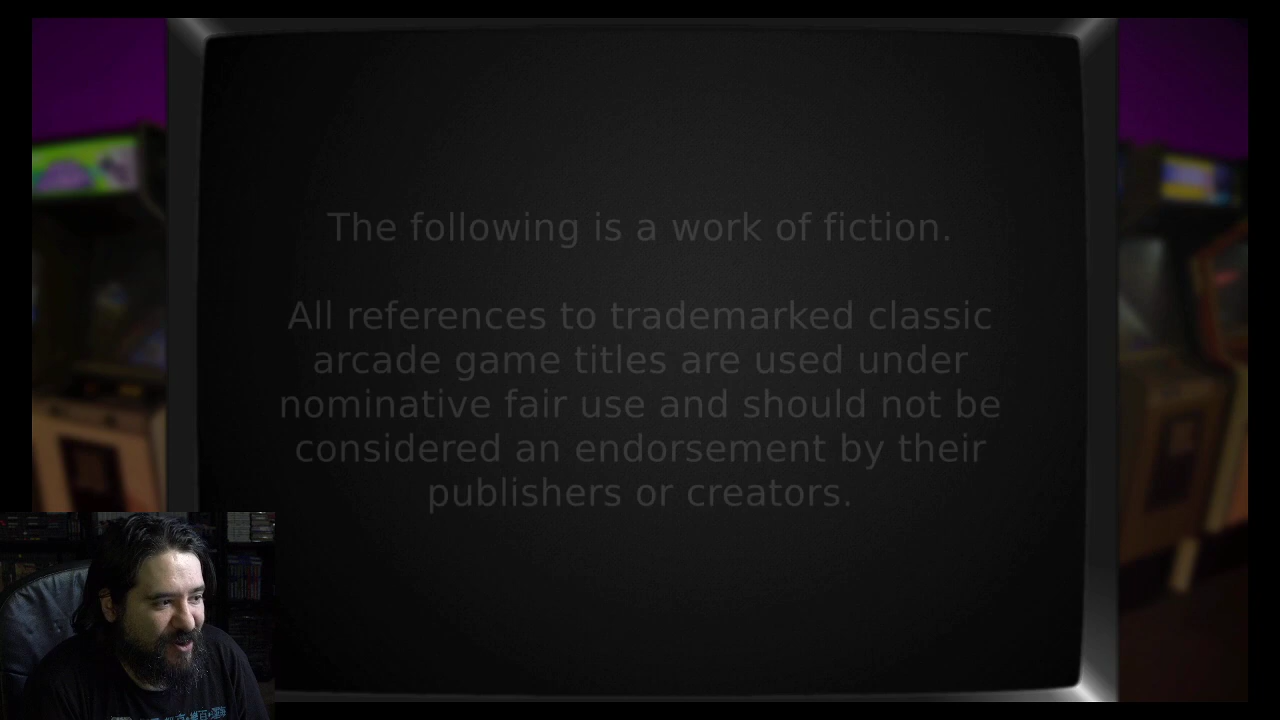 The following is a work of fiction.
All references to trademarked classic
arcade game titles are used under
nominative fair use and should not be
considered an endorsement by their
publishers or creators.